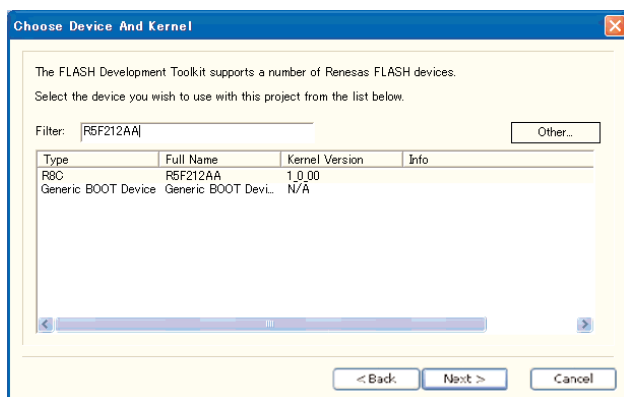 Choose Device And Kernel
The FLASH Development Toolkit supports a number of Renesas FLASH devices.
Select the device you wish to use with this project from the list below.
Filter: R5F212AA Other...
Type Full Name Kernel Version Info
R8C R5F212AA 1_0_00
Generic BOOT Device Generic BOOT Devi... N/A
< Back Next > Cancel